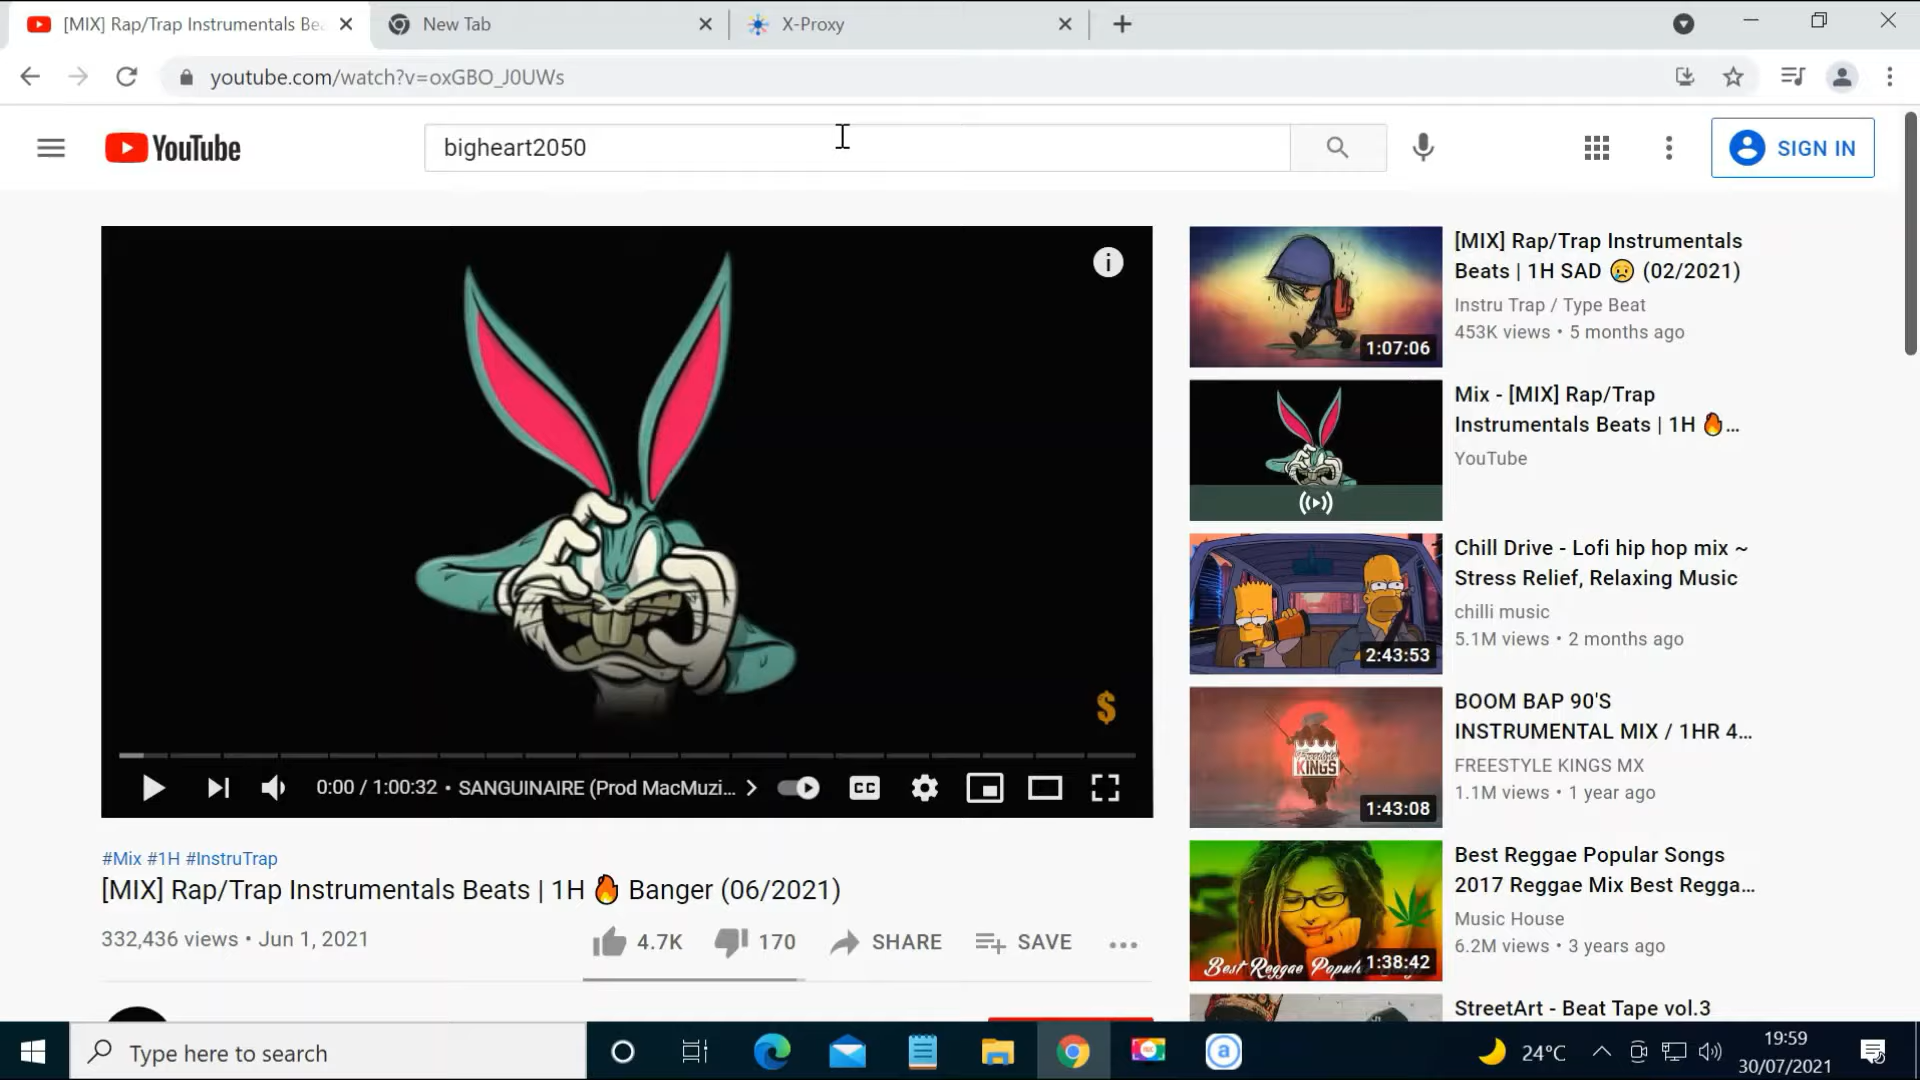 [MIX] Rap/Trap Instrumentals Bea
New Tab
X-Proxy
youtube.com/watch?v=oxGBO_J0UWs
YouTube
bigheart2050
SIGN IN
[MIX] Rap/Trap Instrumentals
Beats | 1H SAD 😥 (02/2021)
Instru Trap / Type Beat
453K views • 5 months ago
1:07:06
Mix - [MIX] Rap/Trap
Instrumentals Beats | 1H 🔥...
YouTube
Chill Drive - Lofi hip hop mix ~
Stress Relief, Relaxing Music
chilli music
5.1M views • 2 months ago
2:43:53
BOOM BAP 90'S
INSTRUMENTAL MIX / 1HR 4...
FREESTYLE KINGS MX
1.1M views • 1 year ago
Freestyle
KINGS
1:43:08
Best Reggae Popular Songs
2017 Reggae Mix Best Regga...
Music House
6.2M views • 3 years ago
Best Reggae Popul
1:38:42
StreetArt - Beat Tape vol.3
$
0:00 / 1:00:32 • SANGUINAIRE (Prod MacMuzi...
CC
#Mix #1H #InstruTrap
[MIX] Rap/Trap Instrumentals Beats | 1H 🔥 Banger (06/2021)
332,436 views • Jun 1, 2021
4.7K
170
SHARE
SAVE
Type here to search
a
24°C
19:59
30/07/2021